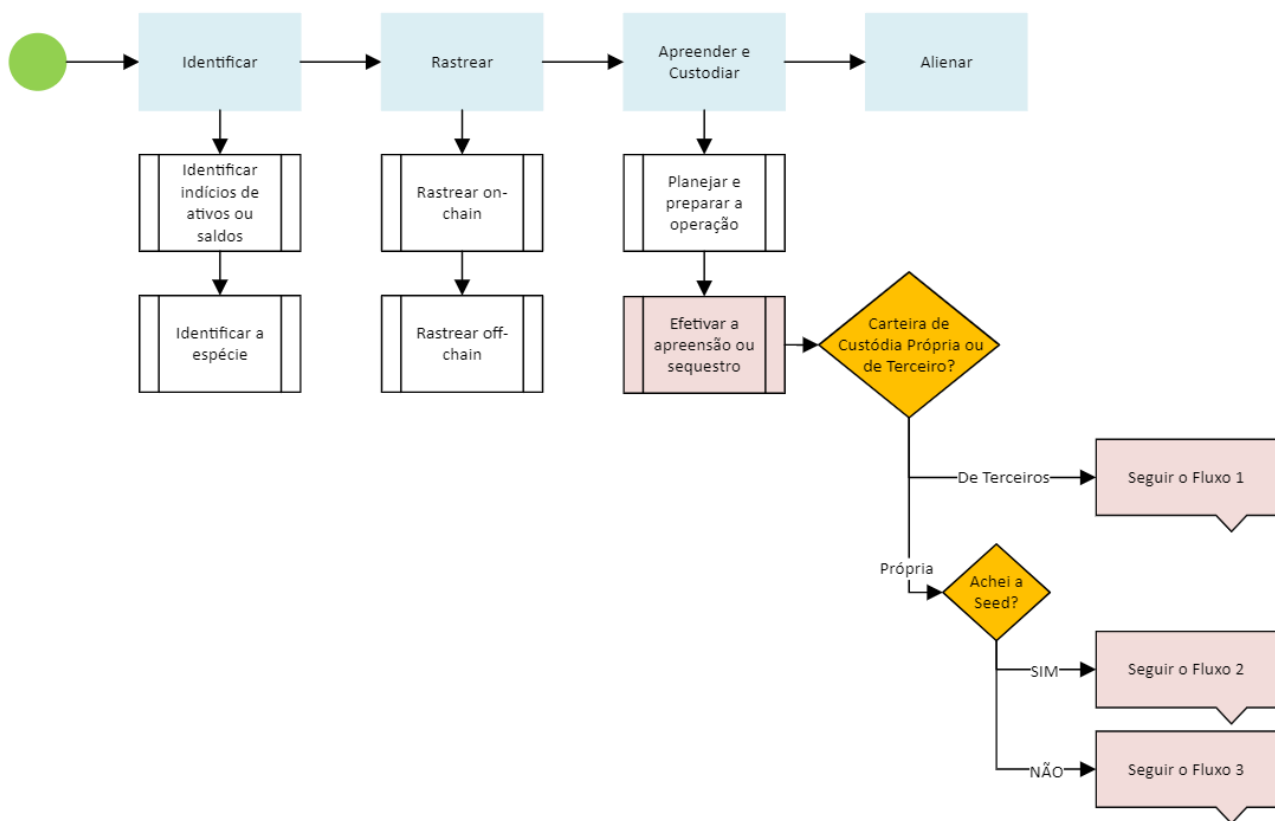 Identificar
Rastrear
Apreender e
Custodiar
Alienar
Identificar
indícios de
ativos ou
saldos
Rastrear on-
chain
Planejar e
preparar a
operação
Identificar a
espécie
Rastrear off-
chain
Efetivar a
apreensão ou
sequestro
Carteira de
Custódia Própria ou
de Terceiro?
De Terceiros
Seguir o Fluxo 1
Própria
Achei a
Seed?
SIM
Seguir o Fluxo 2
NÃO
Seguir o Fluxo 3